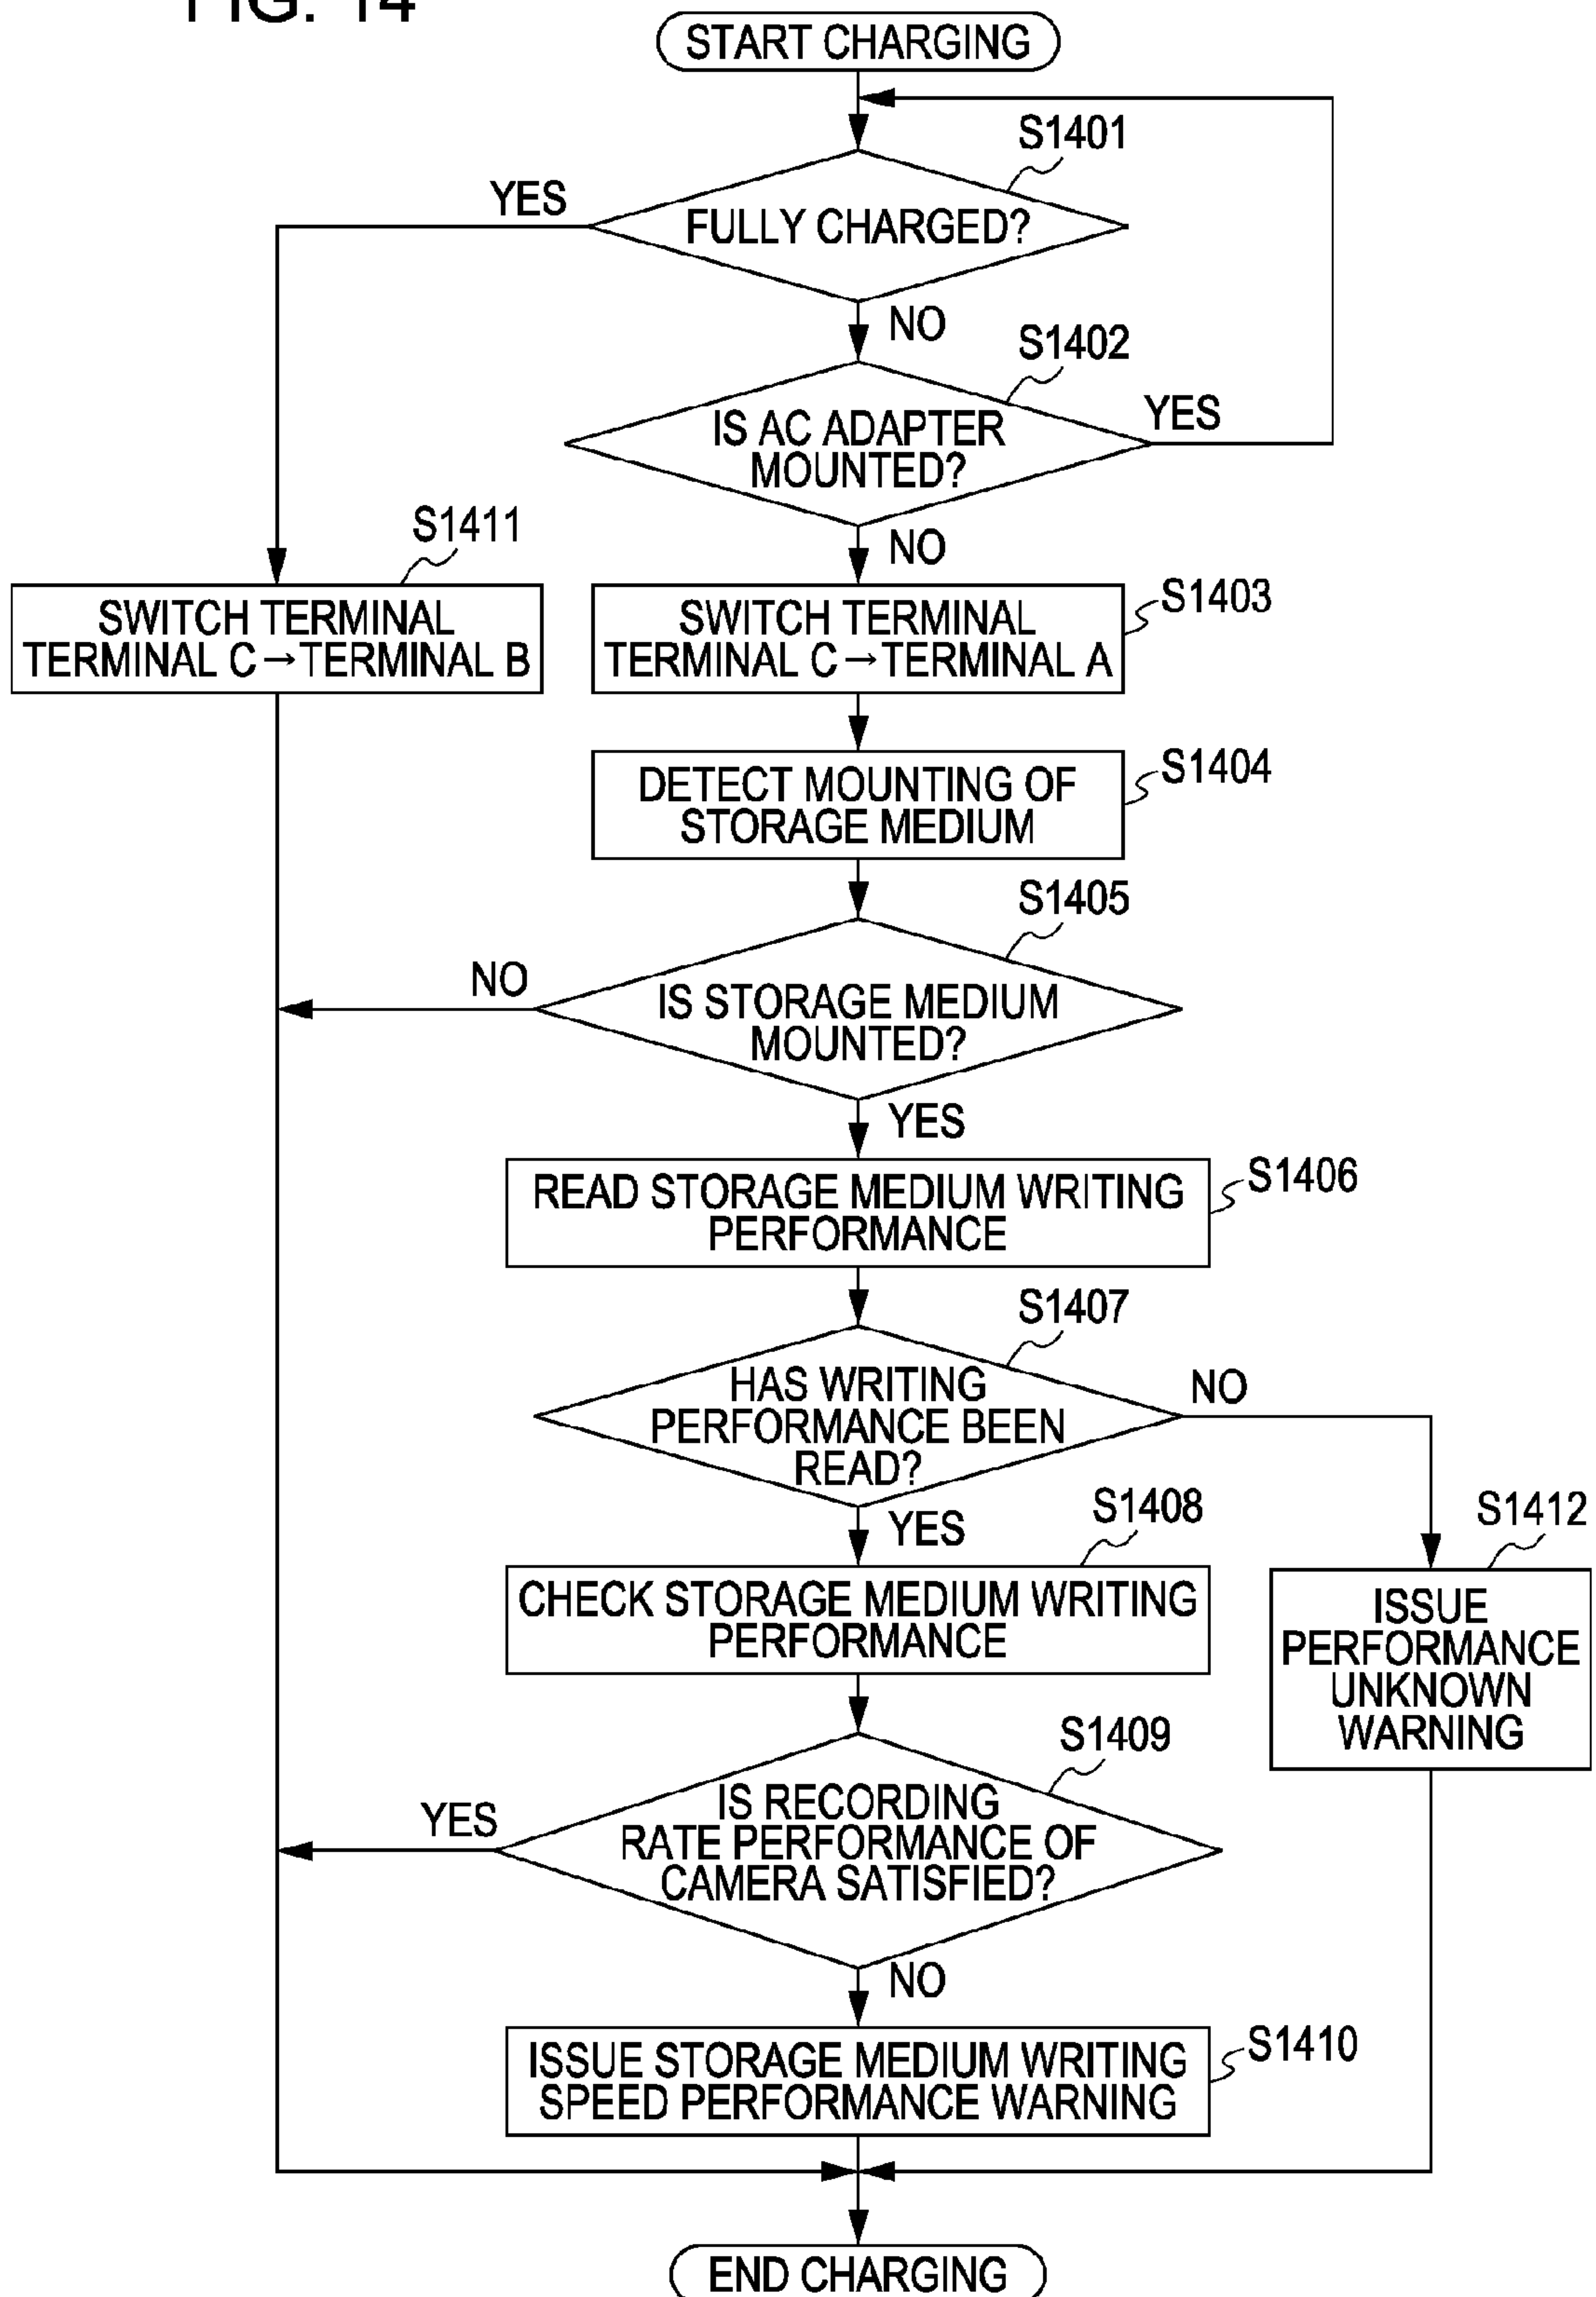 FIG. 14
START CHARGING
S1401
YES
FULLY CHARGED?
NO
S1402
IS AC ADAPTER
MOUNTED?
YES
NO
S1411
SWITCH TERMINAL
TERMINAL C→TERMINAL B
S1403
SWITCH TERMINAL
TERMINAL C→TERMINAL A
S1404
DETECT MOUNTING OF
STORAGE MEDIUM
S1405
NO
IS STORAGE MEDIUM
MOUNTED?
YES
S1406
READ STORAGE MEDIUM WRITING
PERFORMANCE
S1407
HAS WRITING
PERFORMANCE BEEN
READ?
NO
YES
S1408
CHECK STORAGE MEDIUM WRITING
PERFORMANCE
S1412
ISSUE
PERFORMANCE
UNKNOWN
WARNING
S1409
YES
IS RECORDING
RATE PERFORMANCE OF
CAMERA SATISFIED?
NO
S1410
ISSUE STORAGE MEDIUM WRITING
SPEED PERFORMANCE WARNING
END CHARGING